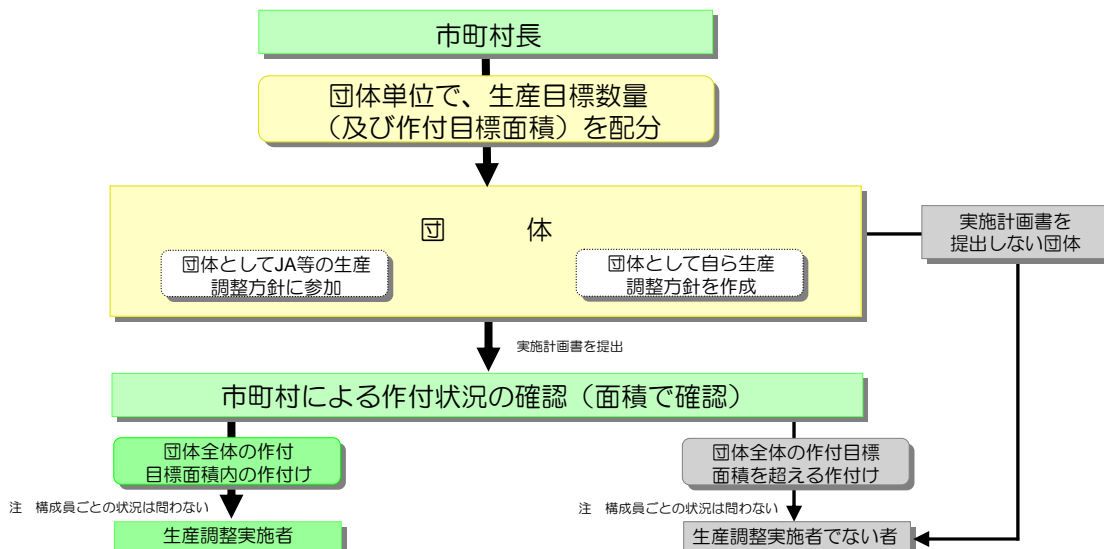 市町村長
団体単位で、生産目標数量
（及び作付目標面積）を配分
団　　　体
団体としてJA等の生産
調整方針に参加
団体として自ら生産
調整方針を作成
実施計画書を
提出しない団体
実施計画書を提出
市町村による作付状況の確認（面積で確認）
団体全体の作付
目標面積内の作付け
団体全体の作付目標
面積を超える作付け
注　構成員ごとの状況は問わない
注　構成員ごとの状況は問わない
生産調整実施者
生産調整実施者でない者